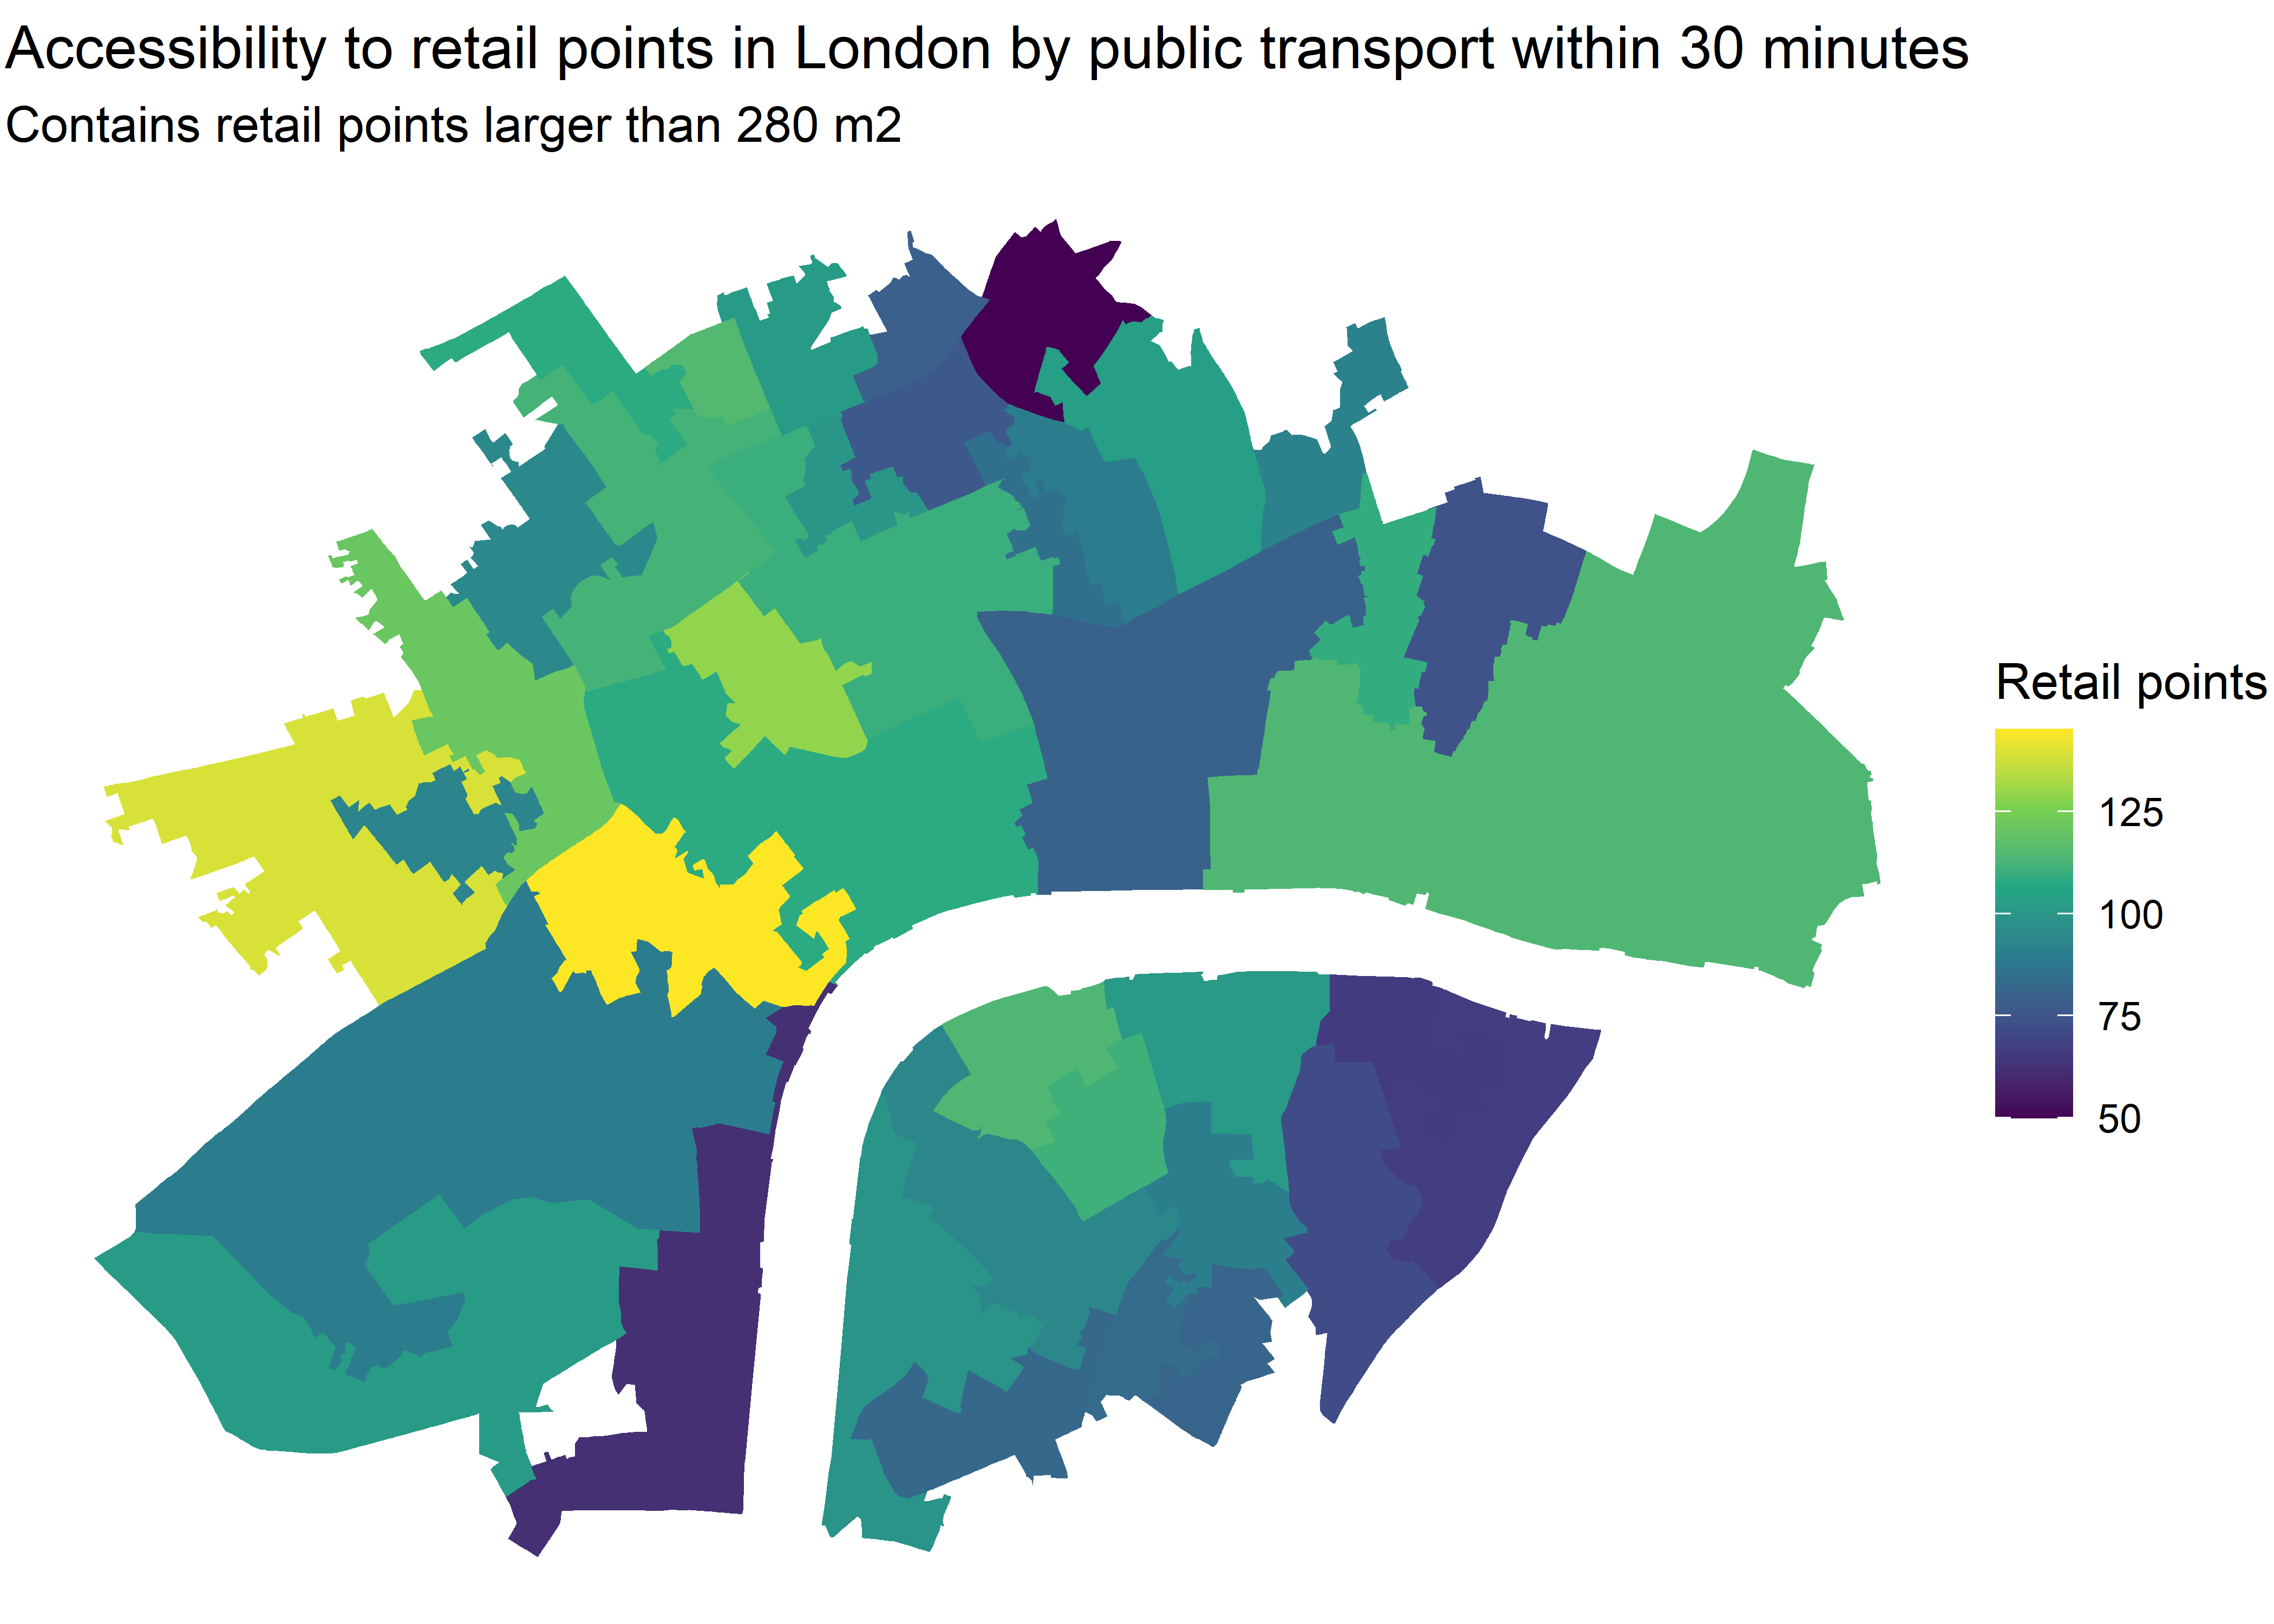 Accessibility to retail points in London by public transport within 30 minutes
Contains retail points larger than 280 m2
Retail points
125
100
75
50